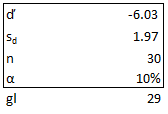 ď -6.03
sd 1.97
n 30
α 10%
gl 29